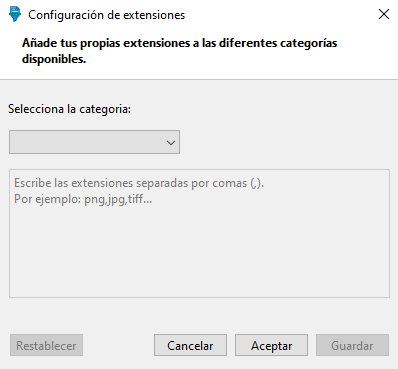 Configuración de extensiones
Añade tus propias extensiones a las diferentes categorías
disponibles.
Selecciona la categoria:
Escribe las extensiones separadas por comas (,).
Por ejemplo: png,jpg,tiff...
Restablecer Cancelar Aceptar Guardar